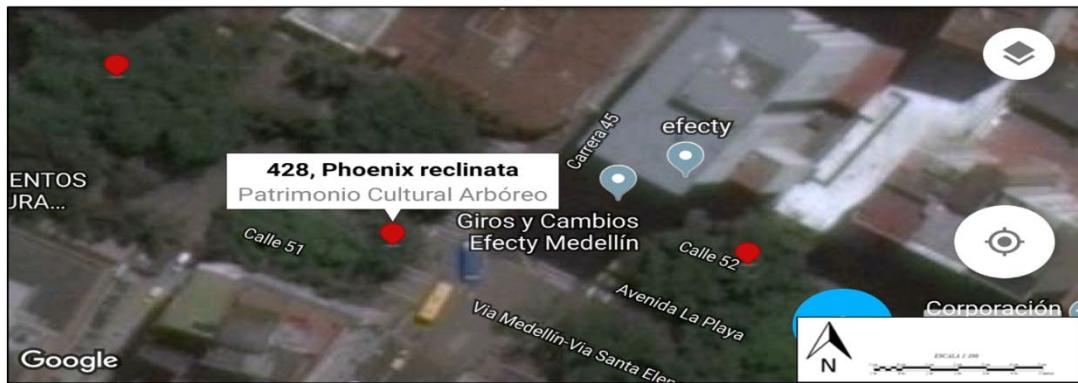 428, Phoenix reclinata
Patrimonio Cultural Arbóreo
ENTOS
URA...
Carrera 45
efecty
Giros y Cambios
Efecty Medellín
Calle 51
Calle 52
Avenida La Playa
Via Medellín-Via Santa Elen
Corporación
Google
N